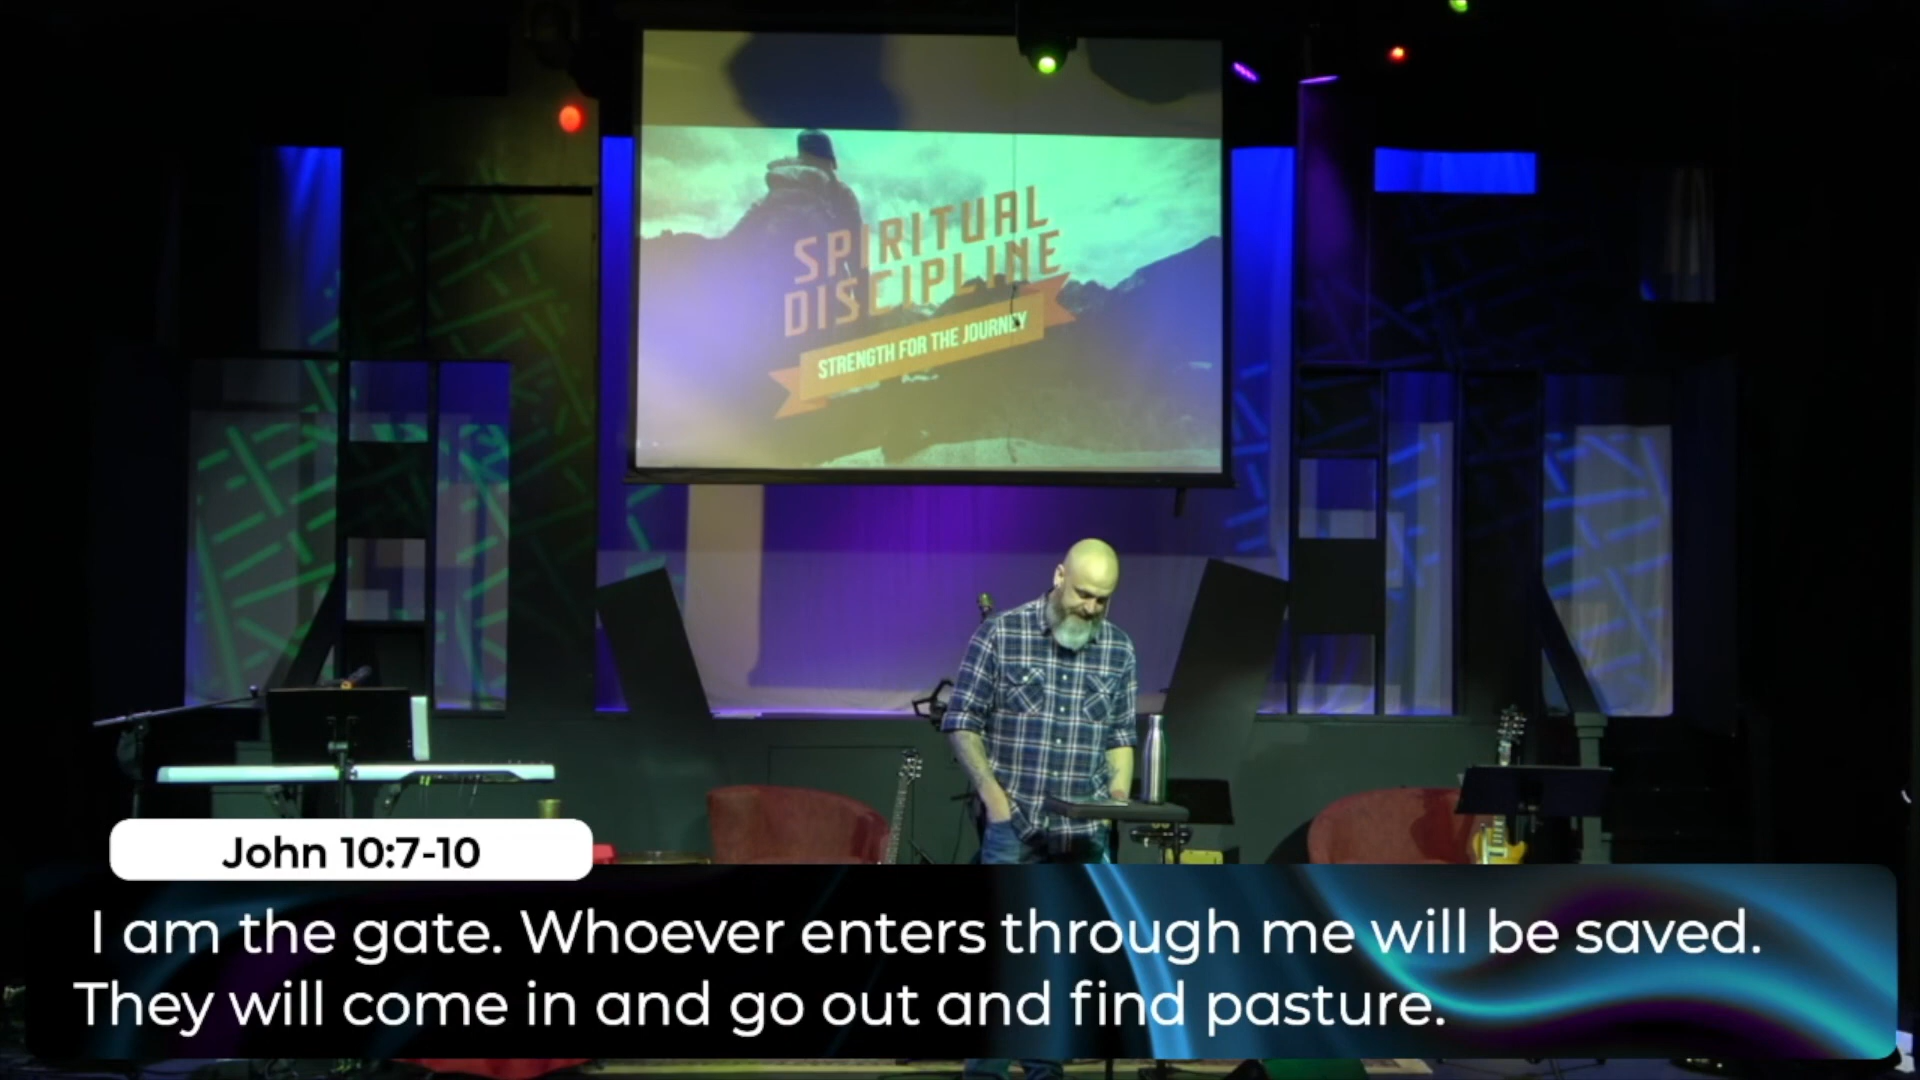 SPIRITUAL
DISCIPLINE
STRENGTH FOR THE JOURNEY
John 10:7-10
I am the gate. Whoever enters through me will be saved.
They will come in and go out and find pasture.